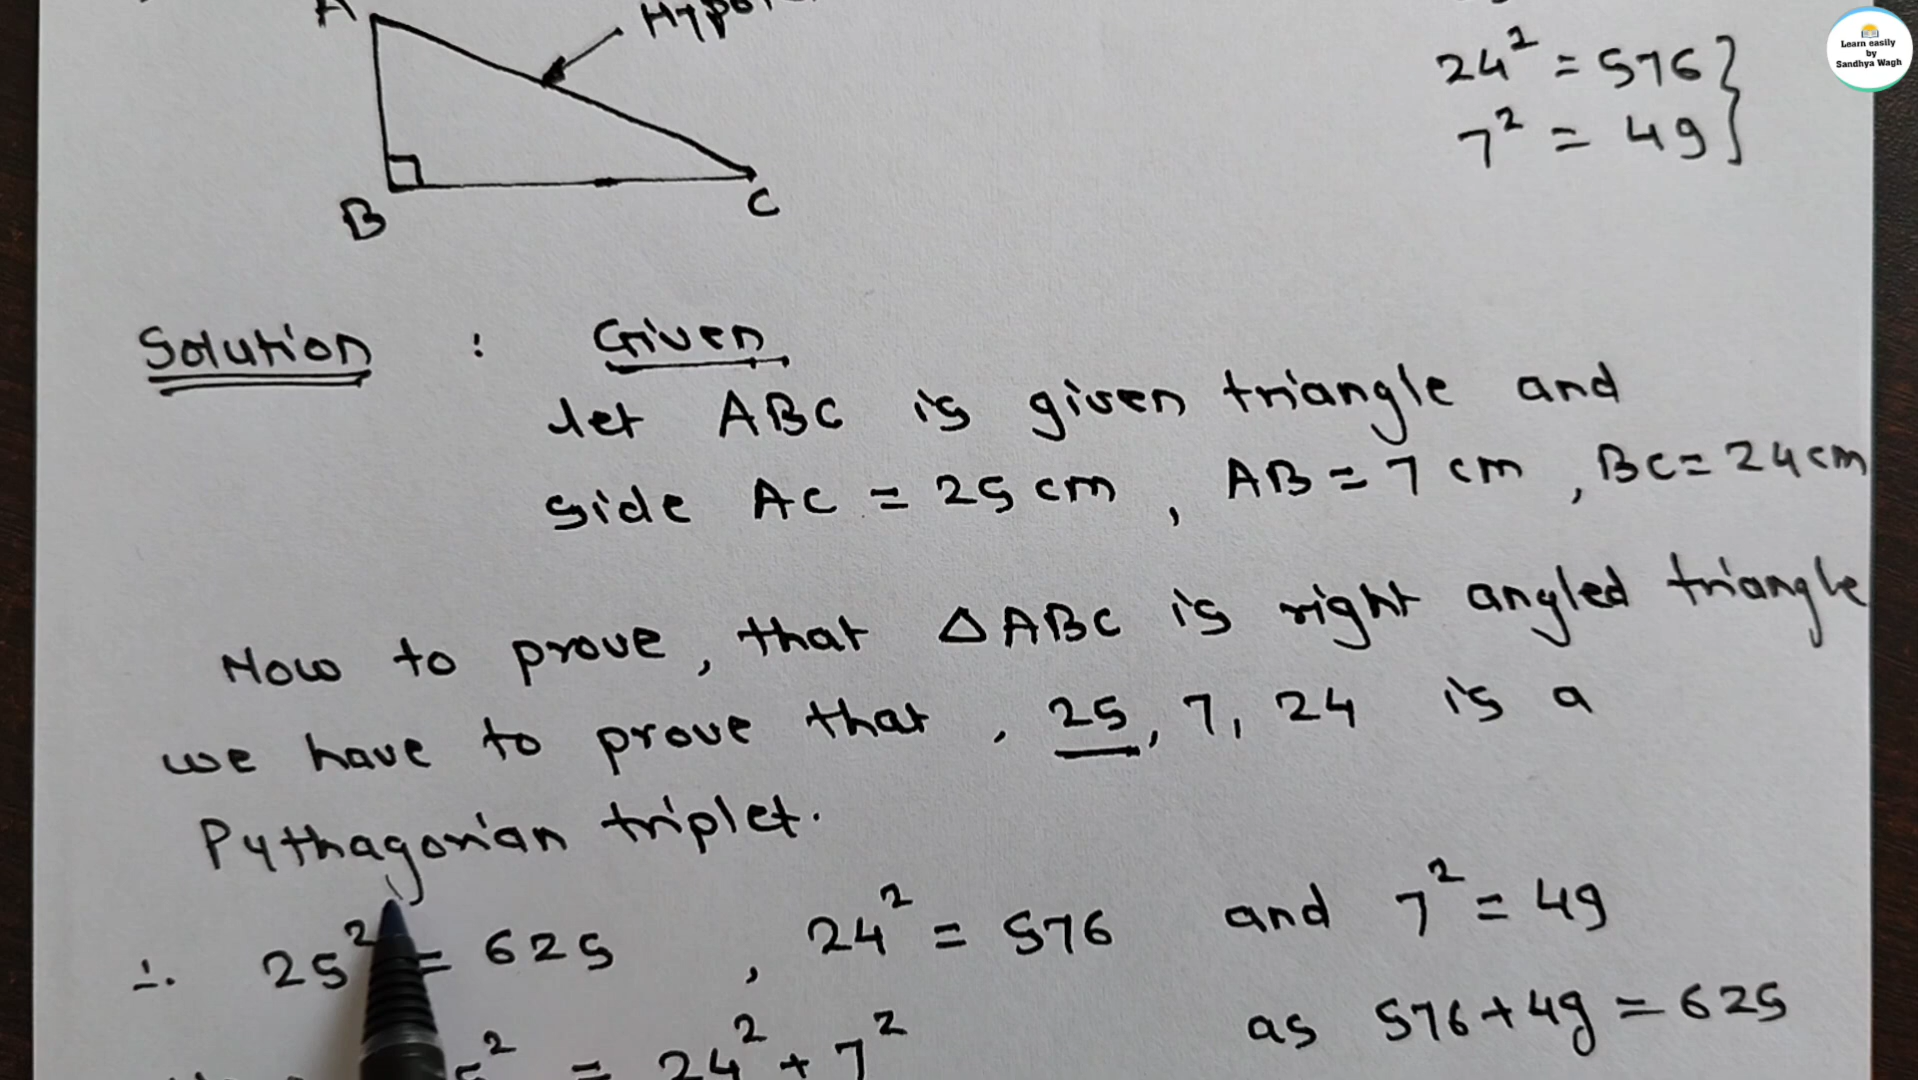 A
24² = 576
7² = 49
B
C
Learn easily
by
Sandhya Wagh
Solution : Given
let ABC is given triangle and
side AC = 25 cm , AB = 7 cm , BC = 24 cm
Now to prove, that △ABC is right angled triangle
we have to prove that , 25, 7, 24 is a
Pythagorian triplet.
∴ 25² = 625 , 24² = 576 and 7² = 49
= 24² + 7² as 576 + 49 = 625